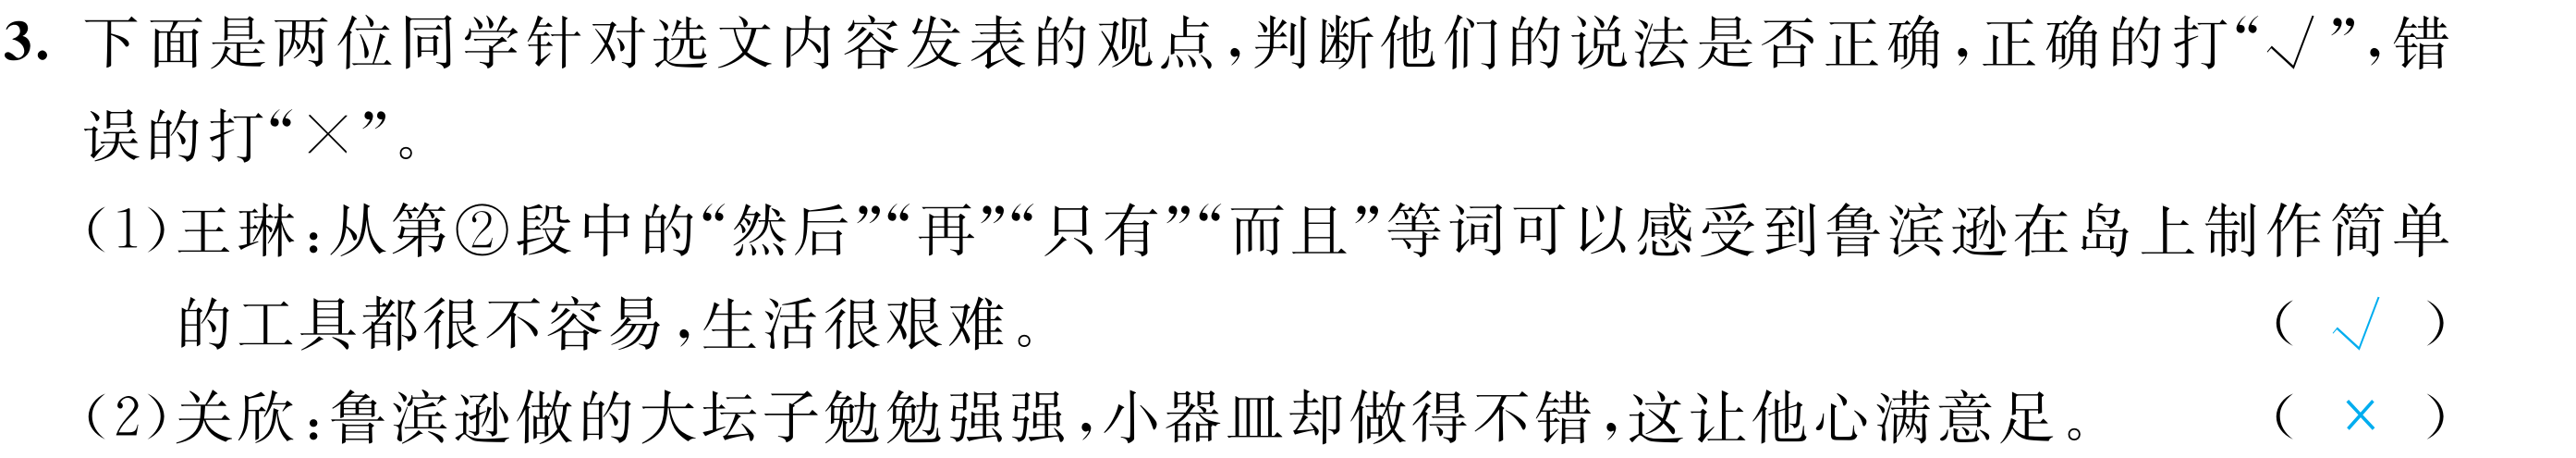 3. 下面是两位同学针对选文内容发表的观点,判断他们的说法是否正确,正确的打“√”,错
误的打“×”。
(1)王琳:从第②段中的“然后”“再”“只有”“而且”等词可以感受到鲁滨逊在岛上制作简单
的工具都很不容易,生活很艰难。 ( √ )
(2)关欣:鲁滨逊做的大坛子勉勉强强,小器皿却做得不错,这让他心满意足。 ( × )